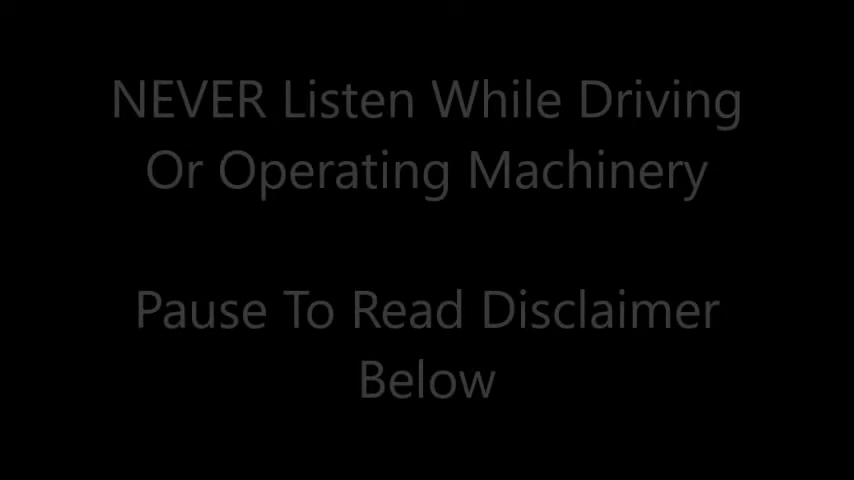 NEVER Listen While Driving
Or Operating Machinery
Pause To Read Disclaimer
Below